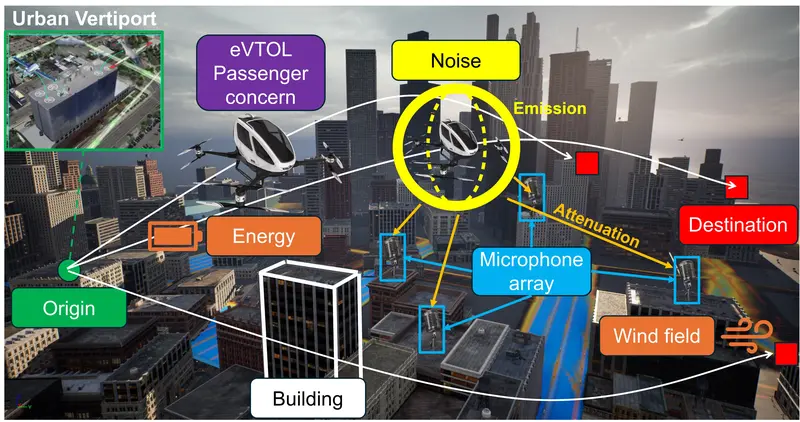 Urban Vertiport
eVTOL
Passenger
concern
Noise
Emission
Energy
Attenuation
Destination
Microphone
array
Origin
Wind field
Building